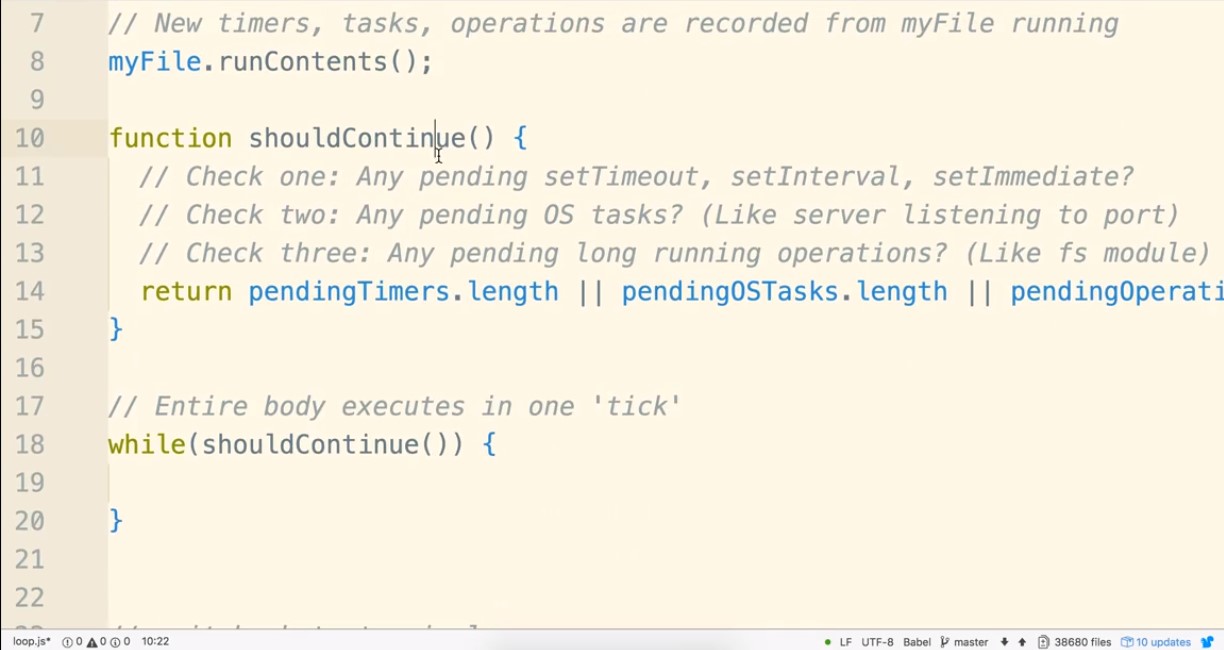 7 // New timers, tasks, operations are recorded from myFile running
8 myFile.runContents();
9
10 function shouldContinue() {
11 // Check one: Any pending setTimeout, setInterval, setImmediate?
12 // Check two: Any pending OS tasks? (Like server listening to port)
13 // Check three: Any pending long running operations? (Like fs module)
14 return pendingTimers.length || pendingOSTasks.length || pendingOperati
15 }
16
17 // Entire body executes in one 'tick'
18 while(shouldContinue()) {
19
20 }
21
22
loop.js* 0 0 0 10:22 LF UTF-8 Babel master 38680 files 10 updates